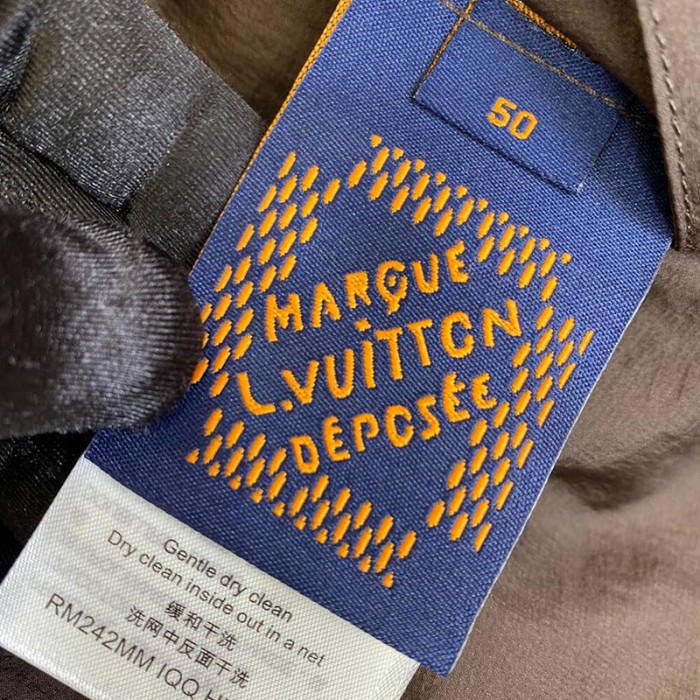 50
MARQUE
L.VUITTON
DÉPOSÉE
Gentle dry clean
Dry clean inside out in a net
缓和干洗
洗网中反面干洗
RM242MM IQQ